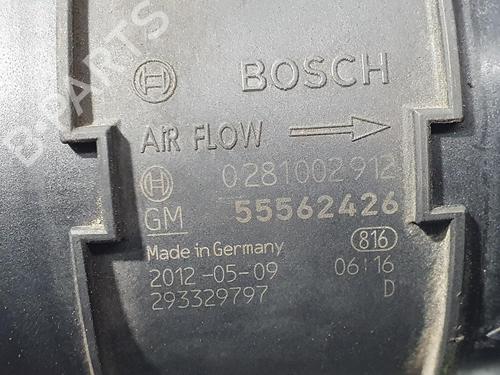 BOSCH
AIR FLOW
0281002912
GM 55562426
Made in Germany 816
2012-05-09 06:16
293329797 D
B-PARTS